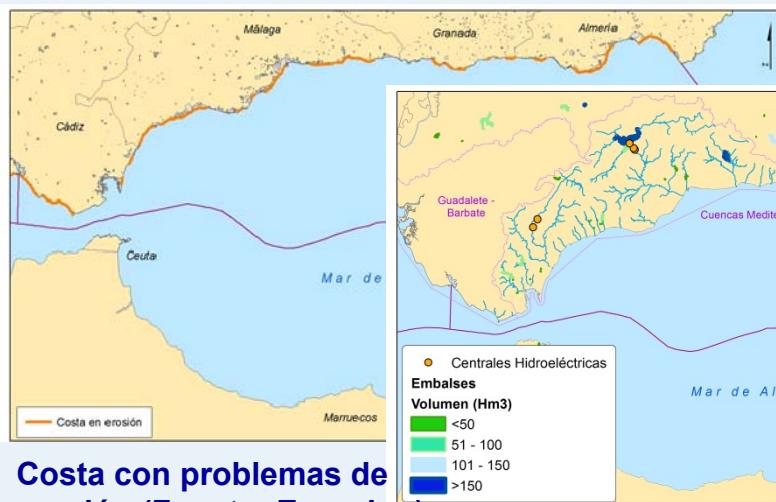 Málaga
Granada
Almería
Cádiz
Ceuta
Mar de
Marruecos
Costa en erosión
Guadalete -
Barbate
Cuencas Medite
Mar de Al
Centrales Hidroeléctricas
Embalses
Volumen (Hm3)
<50
51 - 100
101 - 150
>150
Costa con problemas de